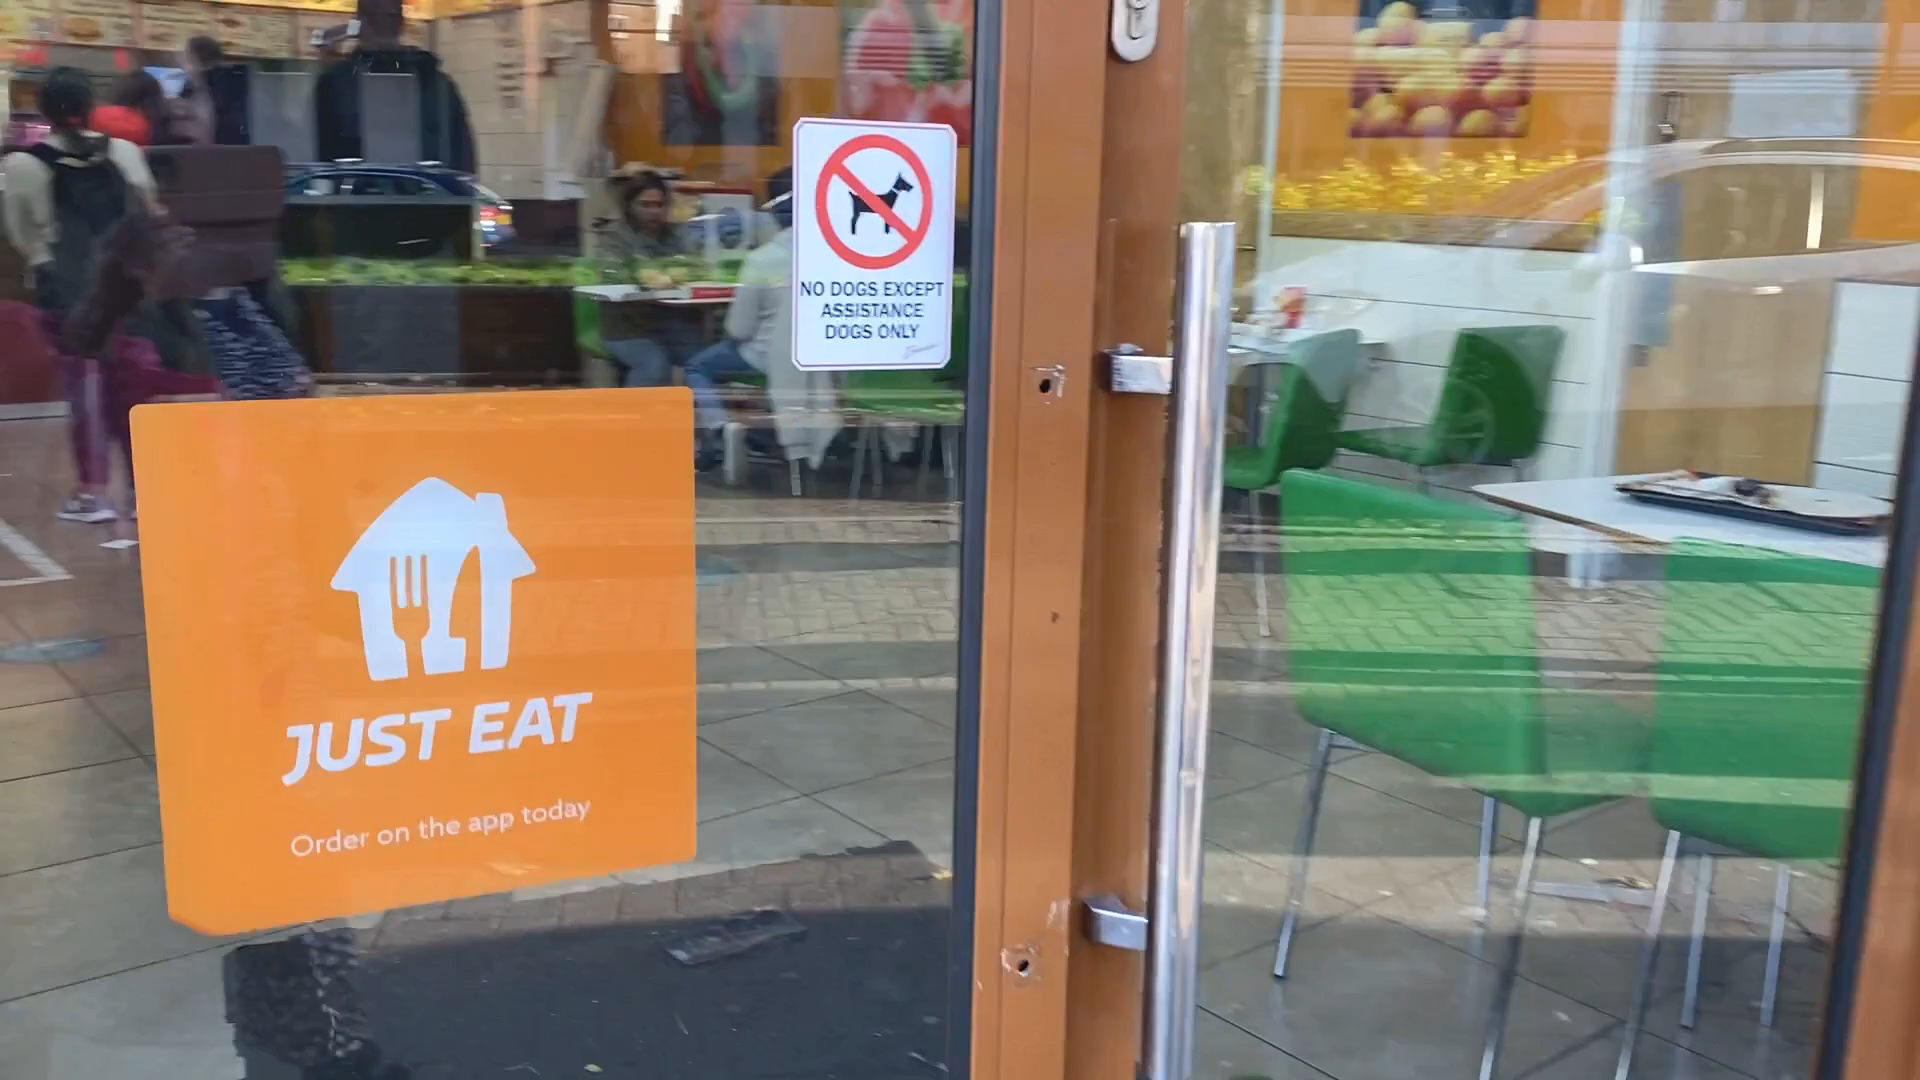 NO DOGS EXCEPT
ASSISTANCE
DOGS ONLY
JUST EAT
Order on the app today